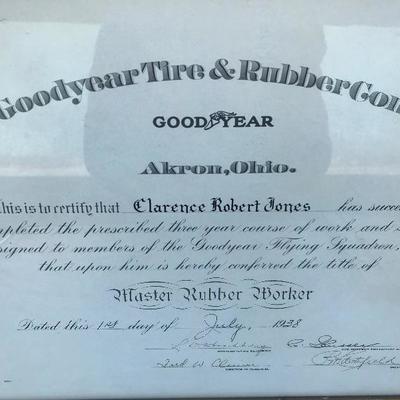 Goodyear Tire & Rubber Com
GOODYEAR
Akron, Ohio.
This is to certify that Clarence Robert Jones has succe
mpleted the prescribed three year course of work and s
signed to members of the Goodyear Flying Squadron,
that upon him is hereby conferred the title of
Master Rubber Worker
Dated this 1st day of July, 1938